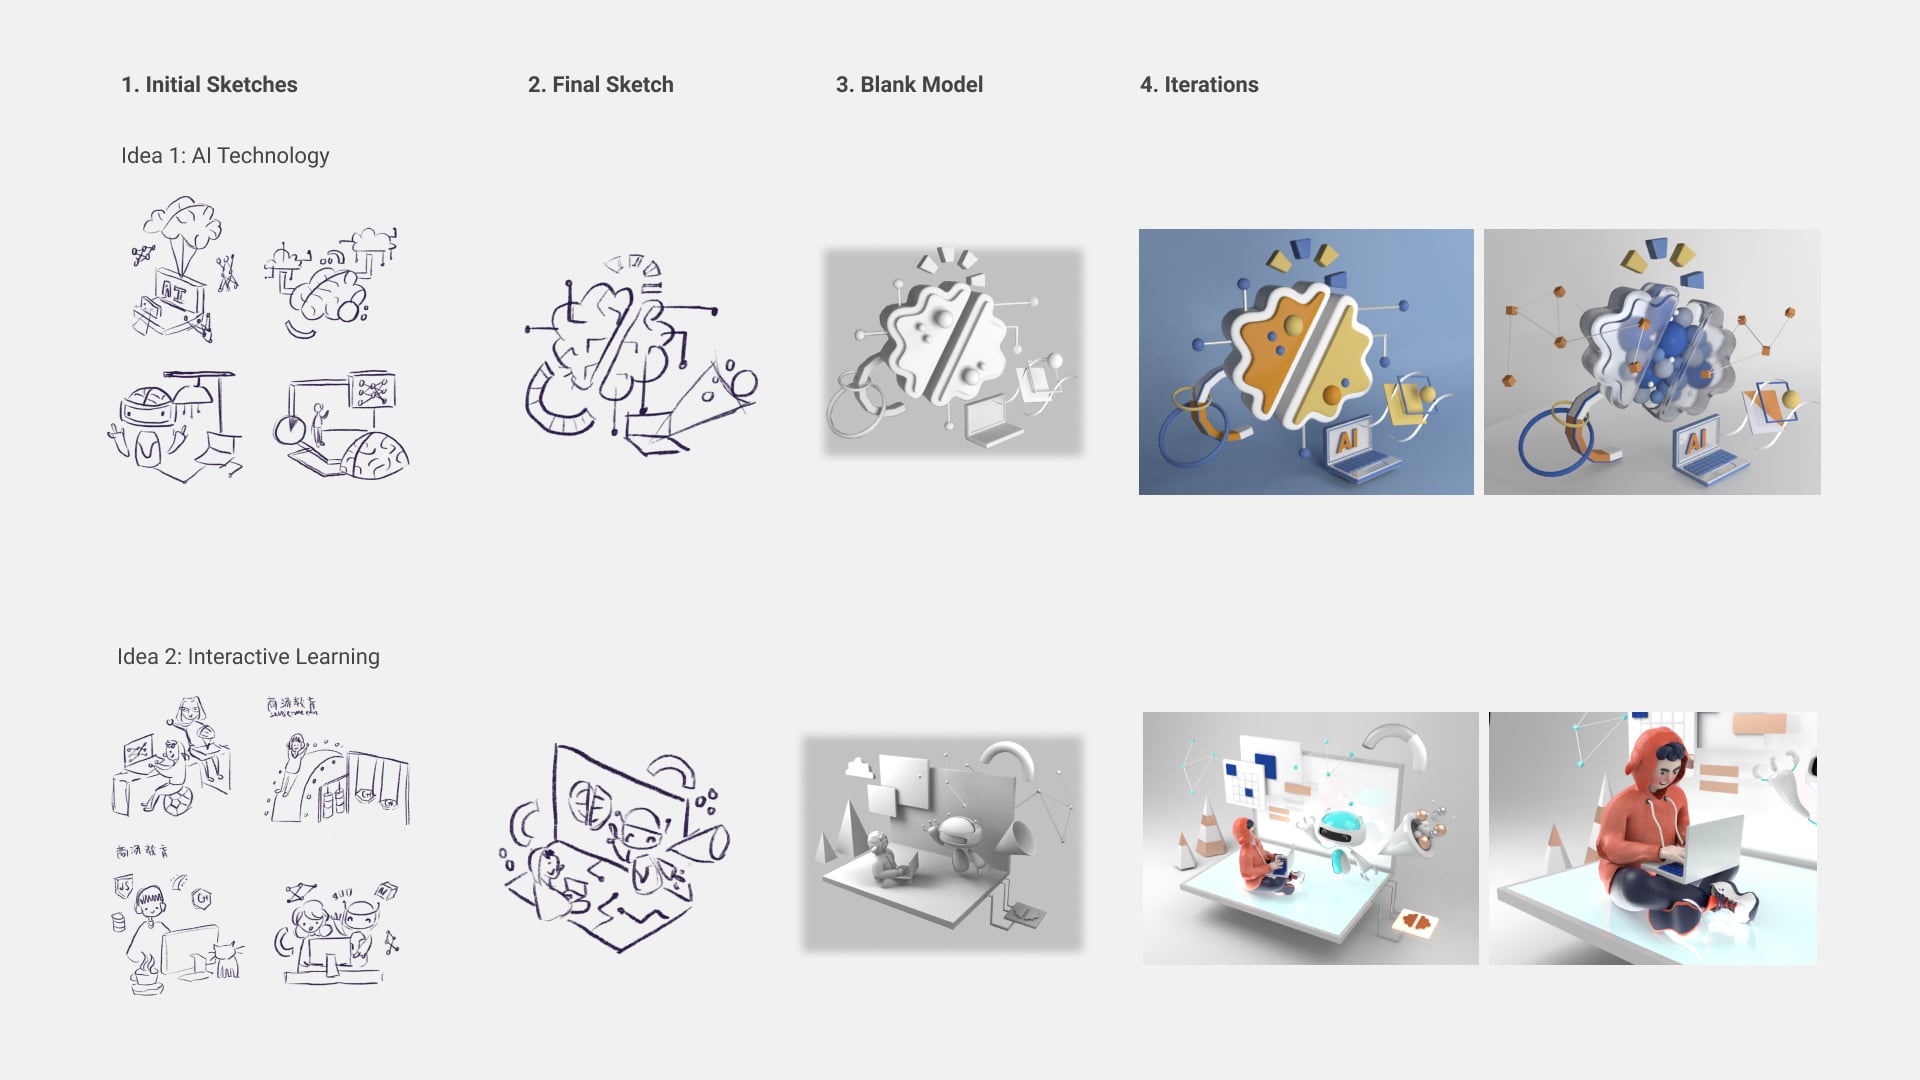 1. Initial Sketches
2. Final Sketch
3. Blank Model
4. Iterations
Idea 1: AI Technology
AI
AI
AI
Idea 2: Interactive Learning
商汤教育
商汤教育
JS
C+